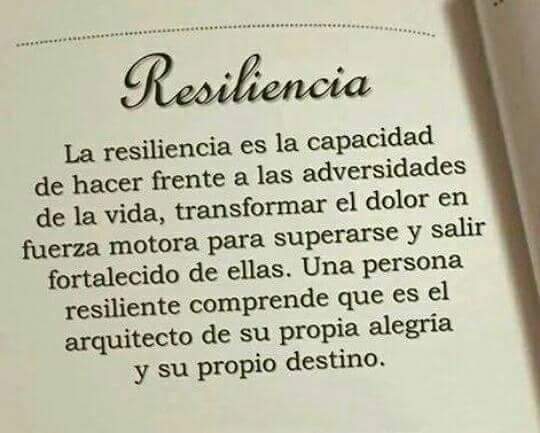 Resiliencia
La resiliencia es la capacidad
de hacer frente a las adversidades
de la vida, transformar el dolor en
fuerza motora para superarse y salir
fortalecido de ellas. Una persona
resiliente comprende que es el
arquitecto de su propia alegría
y su propio destino.